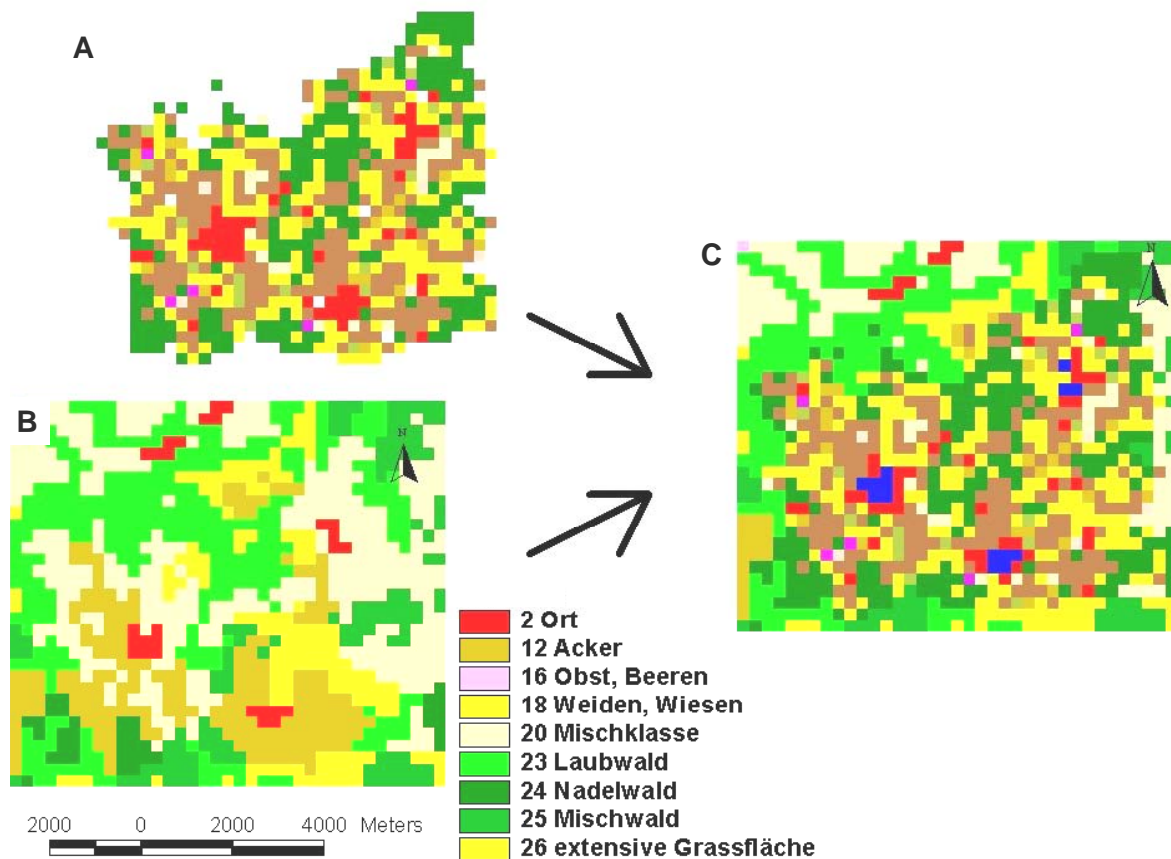 A
C
N
B
N
2 Ort
12 Acker
16 Obst, Beeren
18 Weiden, Wiesen
20 Mischklasse
23 Laubwald
24 Nadelwald
25 Mischwald
26 extensive Grassfläche
2000 0 2000 4000 Meters